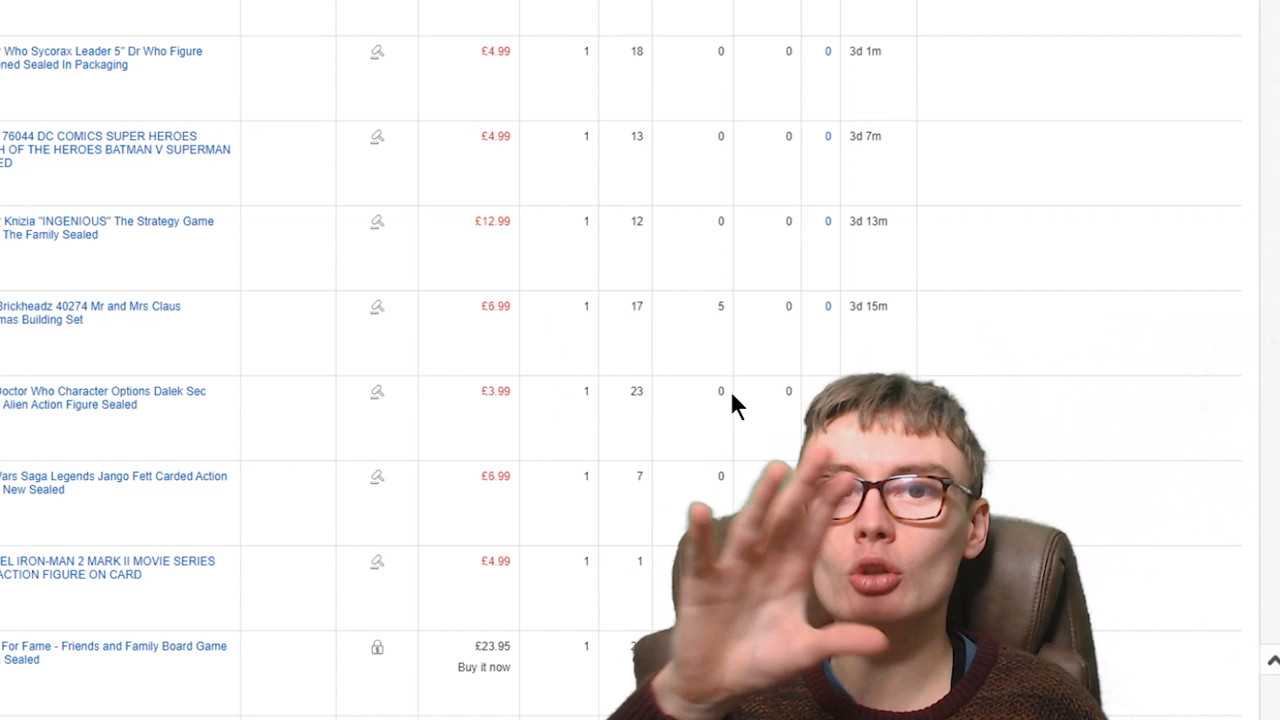 Who Sycorax Leader 5" Dr Who Figure £4.99 1 18 0 0 0 3d 1m
ned Sealed In Packaging
76044 DC COMICS SUPER HEROES £4.99 1 13 0 0 0 3d 7m
H OF THE HEROES BATMAN V SUPERMAN
ED
Knizia "INGENIOUS" The Strategy Game £12.99 1 12 0 0 0 3d 13m
The Family Sealed
Brickheadz 40274 Mr and Mrs Claus £6.99 1 17 5 0 0 3d 15m
mas Building Set
Doctor Who Character Options Dalek Sec £3.99 1 23 0 0
Alien Action Figure Sealed
ars Saga Legends Jango Fett Carded Action £6.99 1 7 0
New Sealed
EL IRON-MAN 2 MARK II MOVIE SERIES £4.99 1 1
ACTION FIGURE ON CARD
For Fame - Friends and Family Board Game £23.95 1
Sealed Buy it now